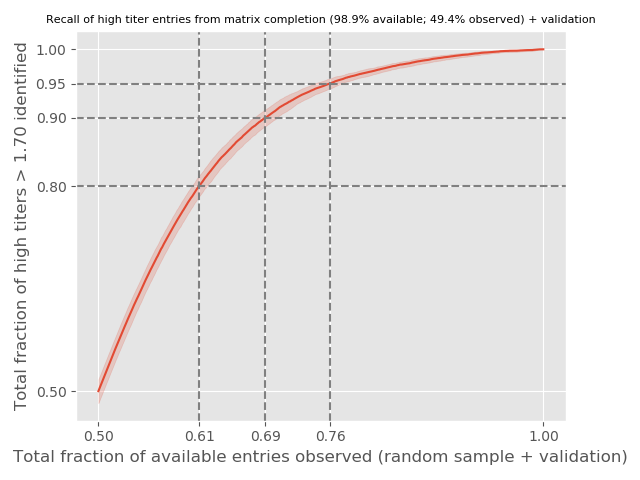 Recall of high titer entries from matrix completion (98.9% available; 49.4% observed) + validation
Total fraction of high titers > 1.70 identified
1.00
0.95
0.90
0.80
0.50
0.50 0.61 0.69 0.76 1.00
Total fraction of available entries observed (random sample + validation)